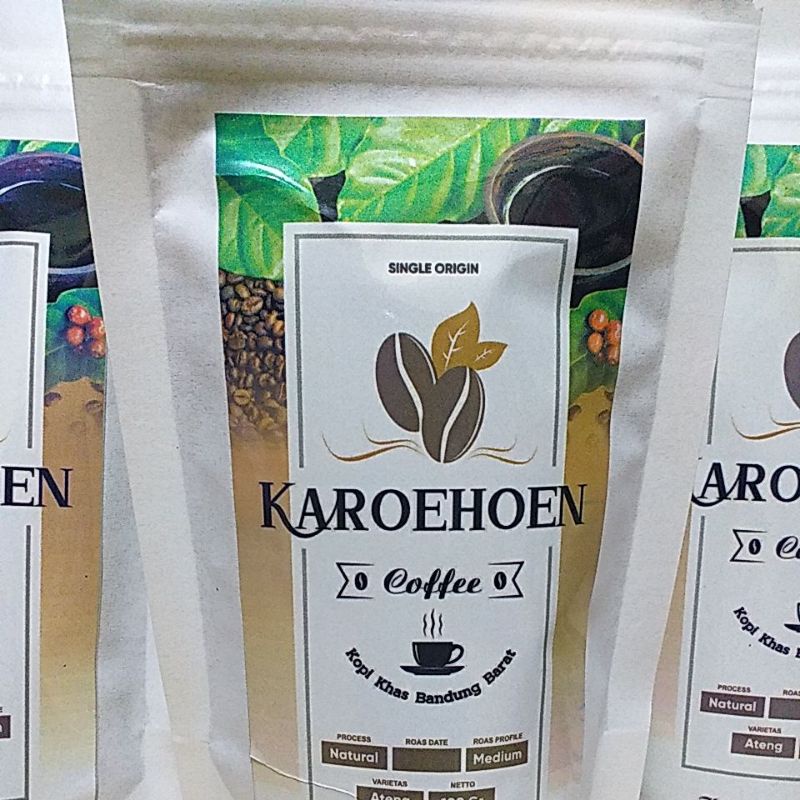 SINGLE ORIGIN
KAROEHOEN
Coffee
Kopi Khas Bandung Barat
PROCESS ROAS DATE ROAS PROFILE
Natural Medium
VARIETAS NETTO
Ateng
EN
KARO
Kopi Khas
PROCESS
Natural
VARIETAS
Ateng